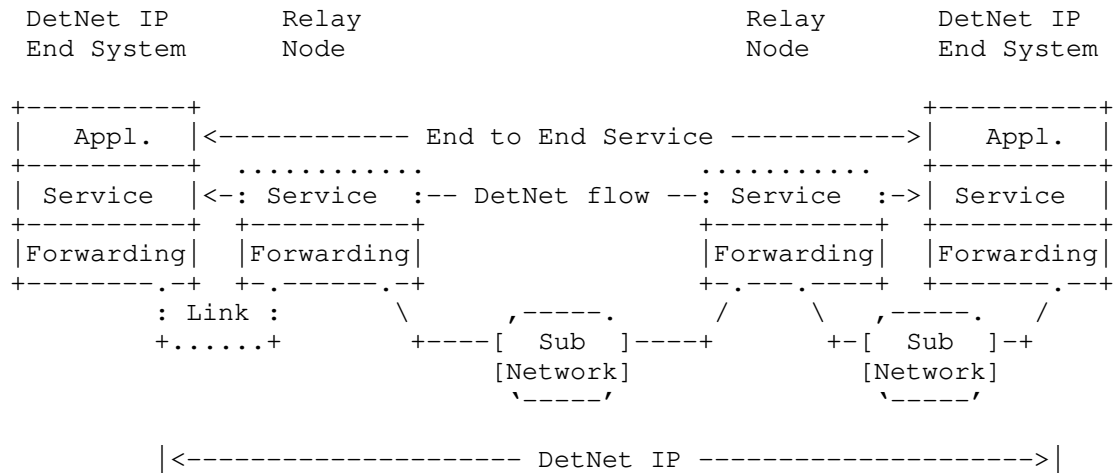 DetNet IP Relay Relay DetNet IP
End System Node Node End System
Appl. End to End Service Appl.
Service Service DetNet flow Service Service
Forwarding Forwarding Forwarding Forwarding
Link
Sub Sub
Network Network
DetNet IP